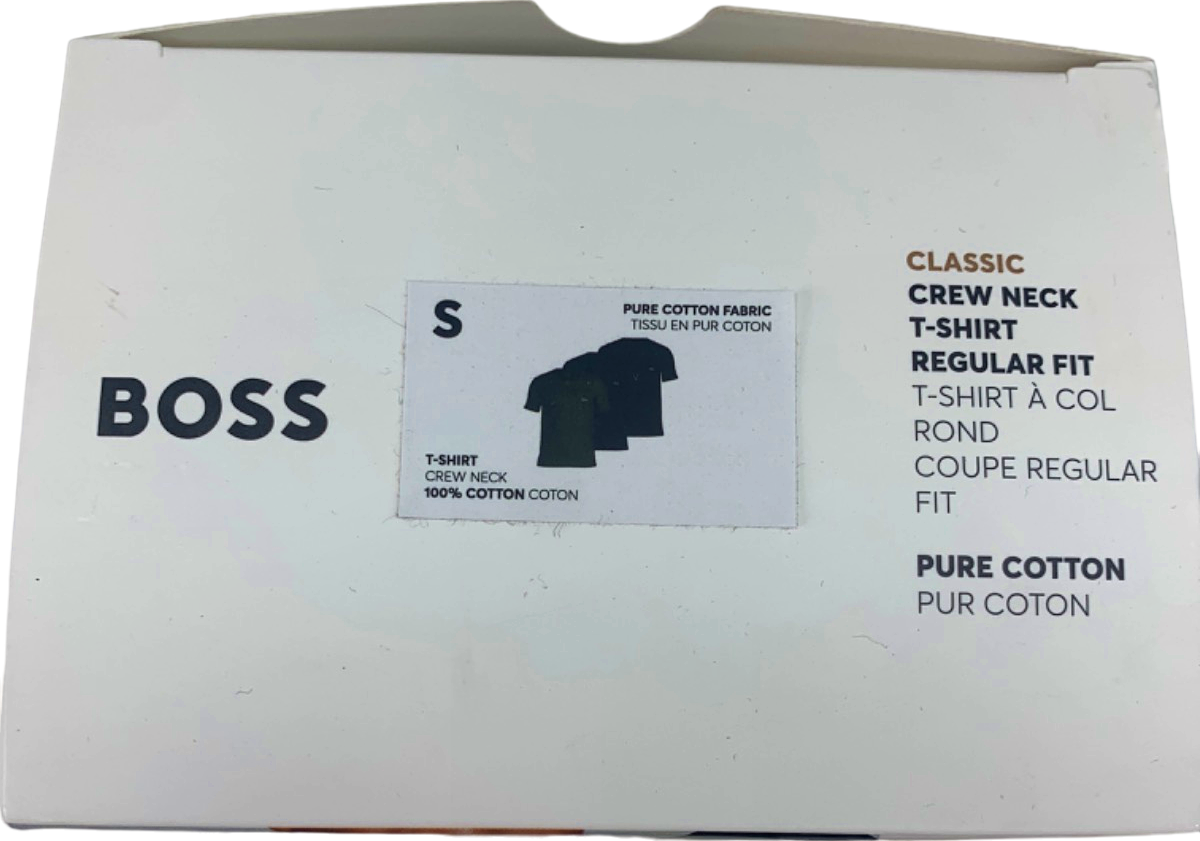 BOSS
S
PURE COTTON FABRIC
TISSU EN PUR COTON
T-SHIRT
CREW NECK
100% COTTON COTON
CLASSIC
CREW NECK
T-SHIRT
REGULAR FIT
T-SHIRT À COL
ROND
COUPE REGULAR
FIT
PURE COTTON
PUR COTON